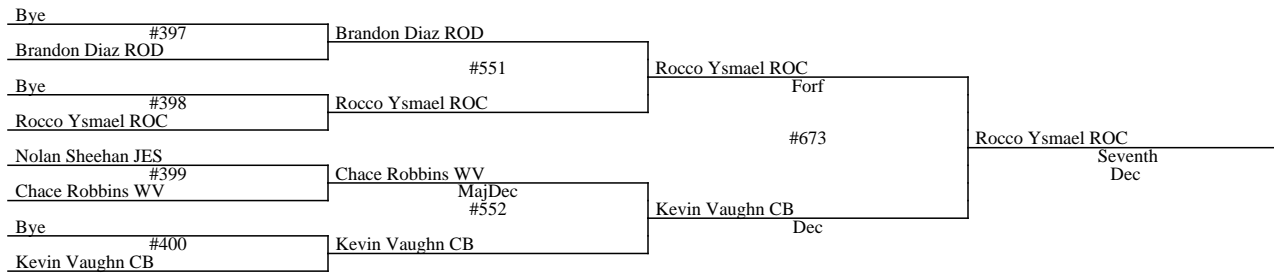 Bye
#397
Brandon Diaz ROD
Bye
#398
Rocco Ysmael ROC
Nolan Sheehan JES
#399
Chace Robbins WV
Bye
#400
Kevin Vaughn CB
Brandon Diaz ROD
#551
Rocco Ysmael ROC
Chace Robbins WV
MajDec
#552
Kevin Vaughn CB
Rocco Ysmael ROC
Forf
#673
Kevin Vaughn CB
Dec
Rocco Ysmael ROC
Seventh
Dec